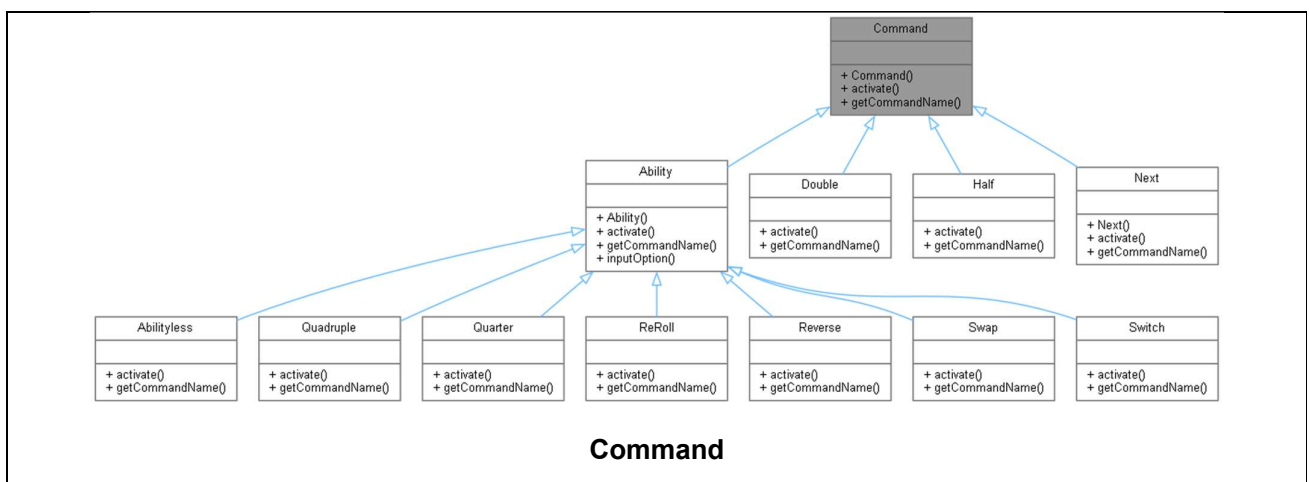 Command
+ Command()
+ activate()
+ getCommandName()
Ability
+ Ability()
+ activate()
+ getCommandName()
+ inputOption()
Double
+ activate()
+ getCommandName()
Half
+ activate()
+ getCommandName()
Next
+ Next()
+ activate()
+ getCommandName()
Abilityless
+ activate()
+ getCommandName()
Quadruple
+ activate()
+ getCommandName()
Quarter
+ activate()
+ getCommandName()
ReRoll
+ activate()
+ getCommandName()
Reverse
+ activate()
+ getCommandName()
Swap
+ activate()
+ getCommandName()
Switch
+ activate()
+ getCommandName()
Command